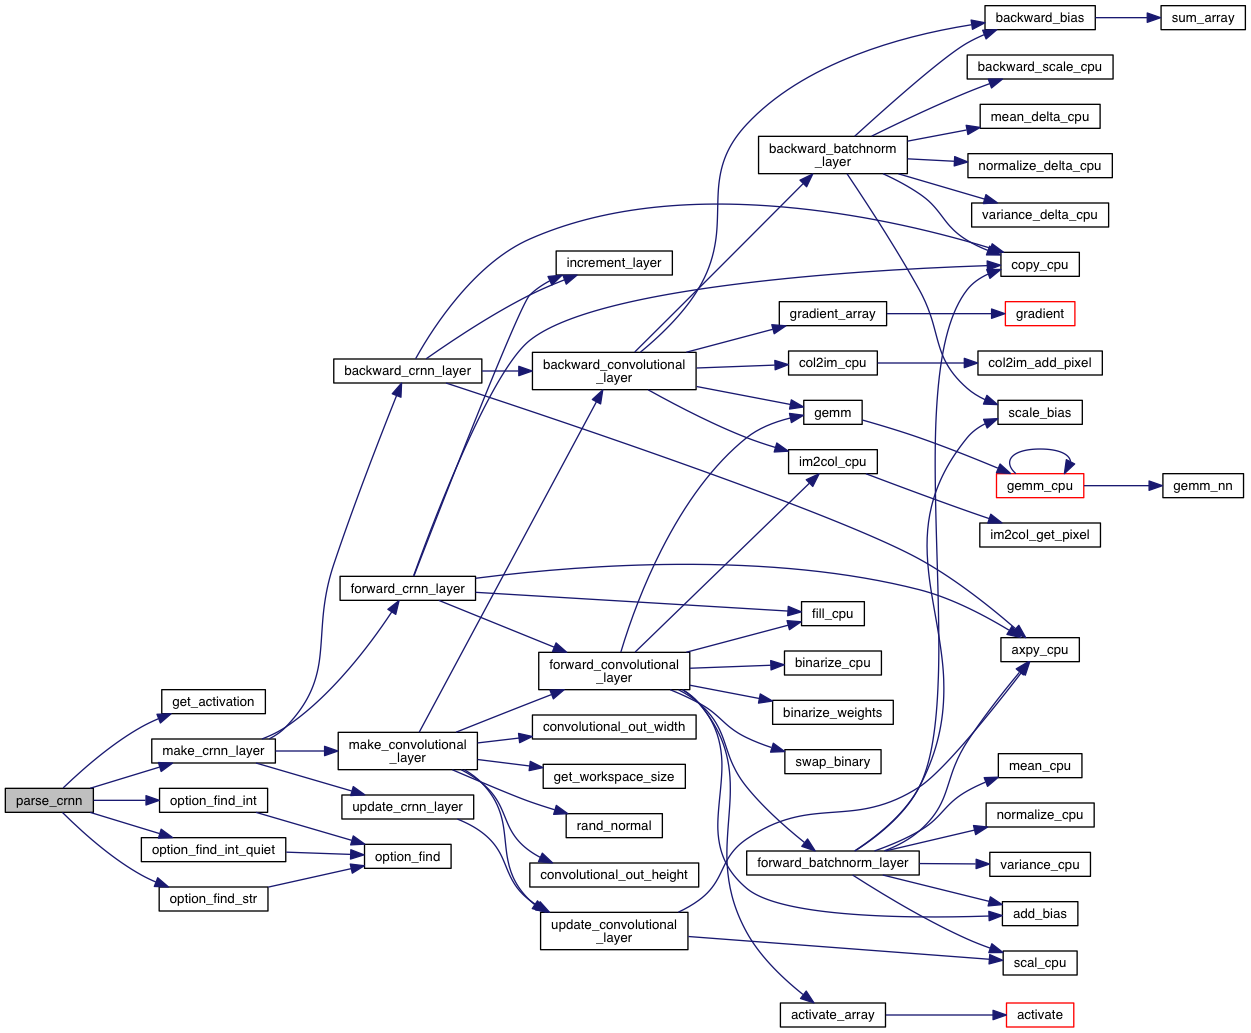 backward_bias
sum_array
backward_scale_cpu
mean_delta_cpu
backward_batchnorm
_layer
normalize_delta_cpu
variance_delta_cpu
increment_layer
copy_cpu
gradient_array
gradient
backward_crnn_layer
backward_convolutional
_layer
col2im_cpu
col2im_add_pixel
gemm
scale_bias
im2col_cpu
gemm_cpu
gemm_nn
im2col_get_pixel
forward_crnn_layer
fill_cpu
forward_convolutional
_layer
binarize_cpu
axpy_cpu
get_activation
binarize_weights
convolutional_out_width
make_crnn_layer
make_convolutional
_layer
swap_binary
mean_cpu
get_workspace_size
parse_crnn
option_find_int
update_crnn_layer
rand_normal
normalize_cpu
option_find_int_quiet
option_find
forward_batchnorm_layer
variance_cpu
convolutional_out_height
option_find_str
add_bias
update_convolutional
_layer
scal_cpu
activate_array
activate